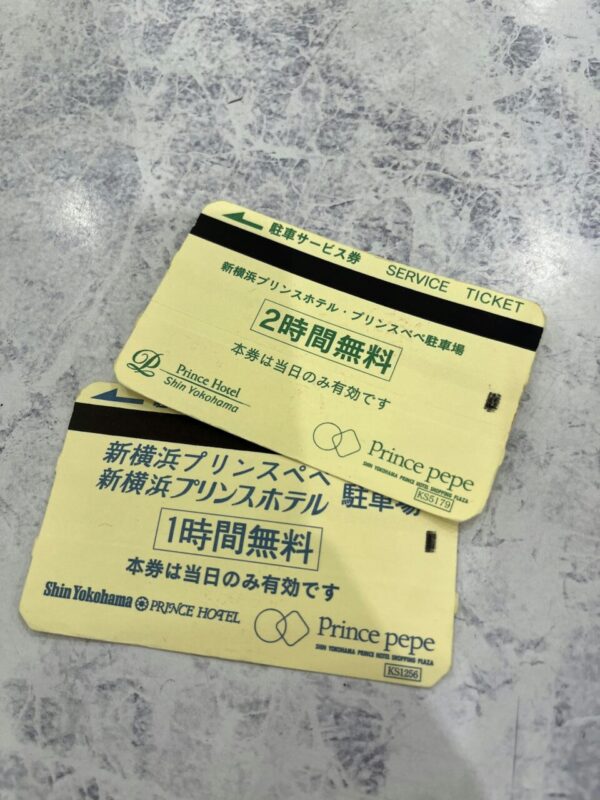 駐車サービス券 SERVICE TICKET
新横浜プリンスホテル・プリンスペペ駐車場
2時間無料
本券は当日のみ有効です
Prince Hotel
Shin Yokohama
Prince pepe
SHIN YOKOHAMA PRINCE HOTEL SHOPPING PLAZA
KS5179
新横浜プリンスペペ
新横浜プリンスホテル 駐車場
1時間無料
本券は当日のみ有効です
Shin Yokohama PRINCE HOTEL
Prince pepe
SHIN YOKOHAMA PRINCE HOTEL SHOPPING PLAZA
KS1256